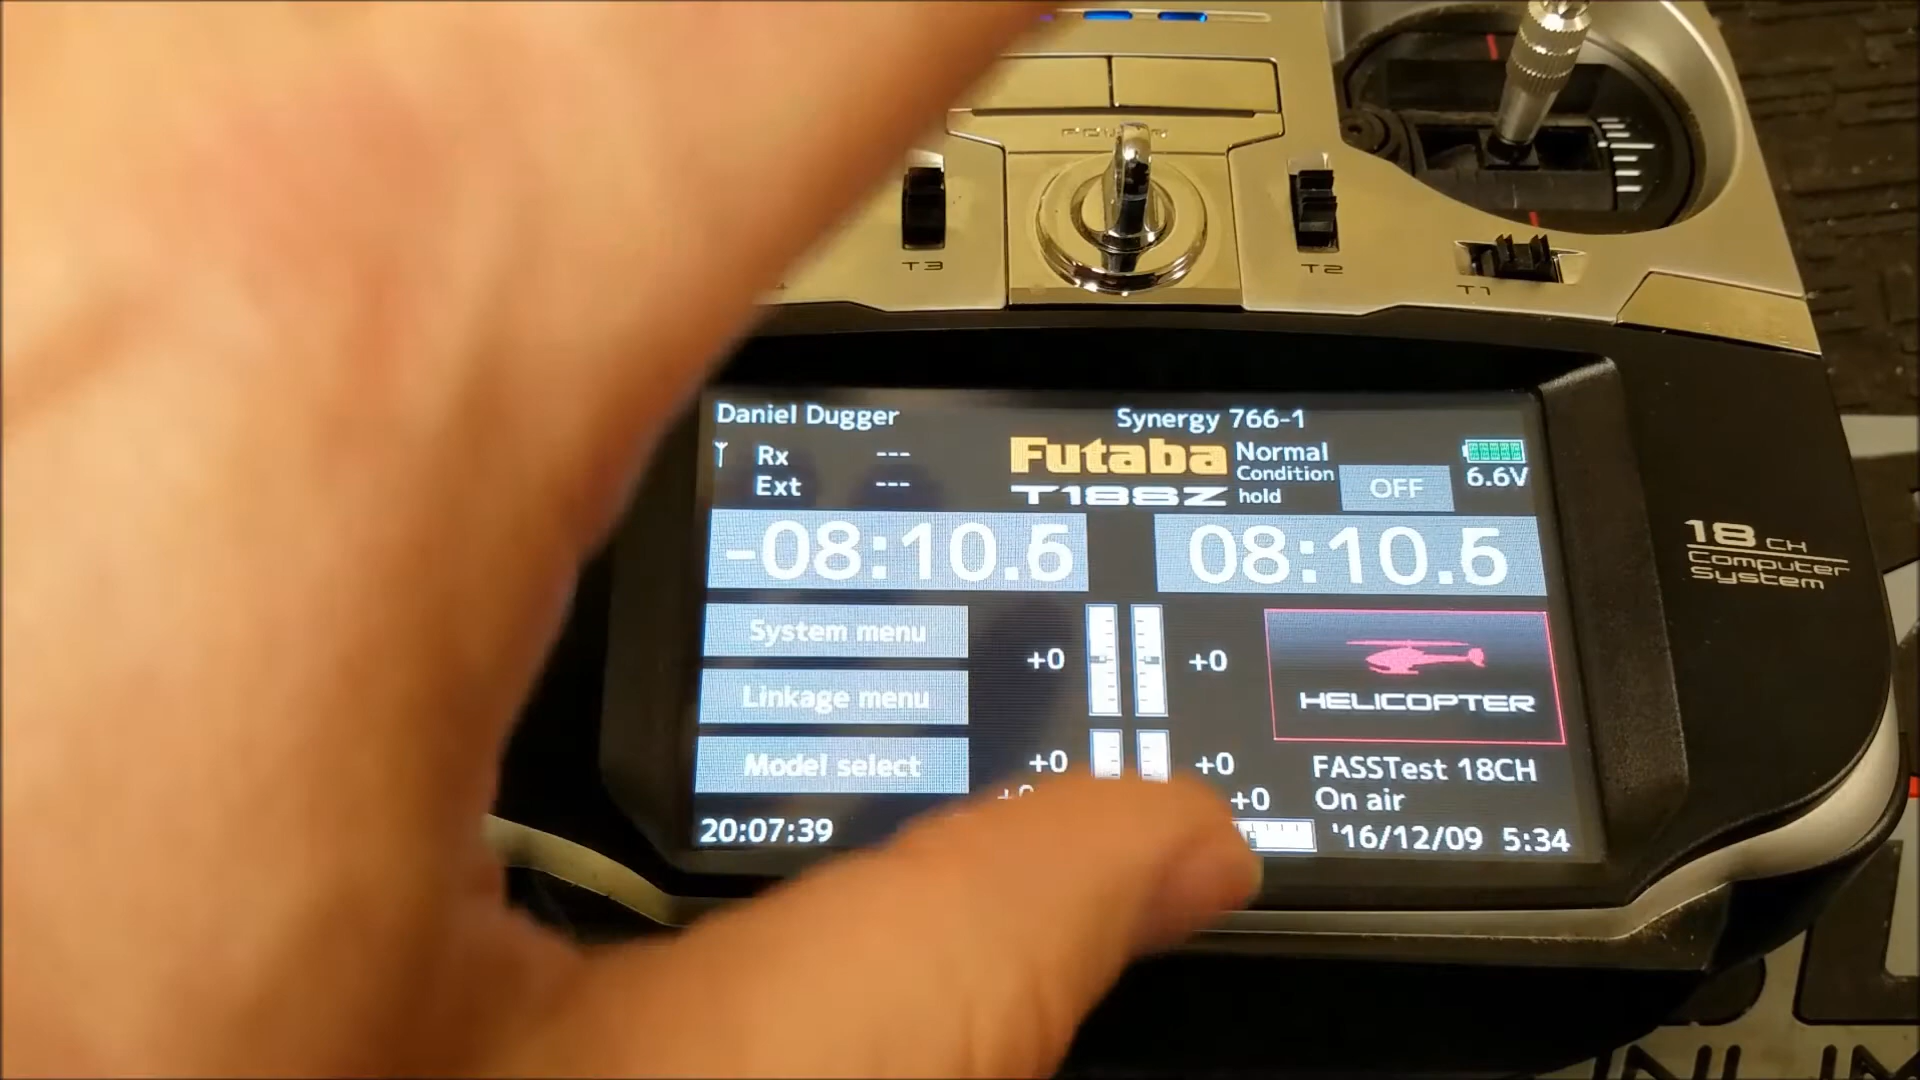 POWER
T3
T2
T1
Daniel Dugger
Synergy 766-1
Rx ---
Ext ---
Futaba
T18SZ
Normal
Condition
hold
OFF
6.6V
-08:10.6
08:10.6
18 CH
Computer
System
System menu
Linkage menu
Model select
+0
+0
+0
+0
+0
+0
HELICOPTER
FASSTest 18CH
On air
20:07:39
'16/12/09 5:34